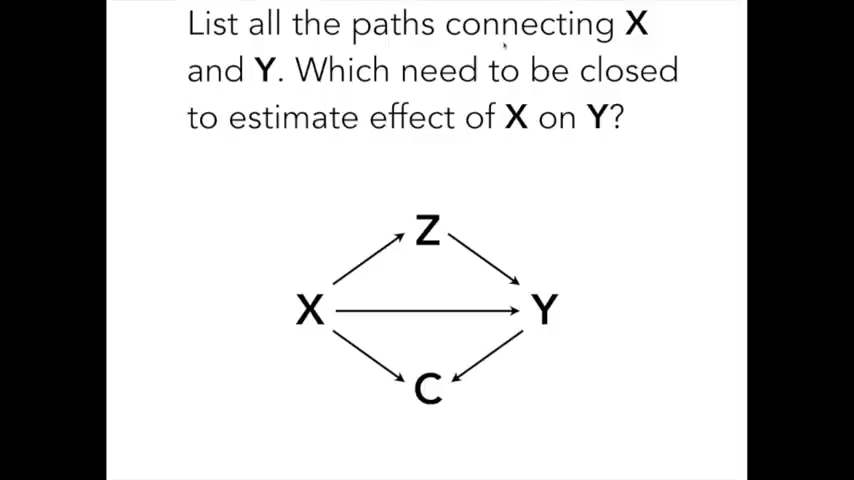 List all the paths connecting X
and Y. Which need to be closed
to estimate effect of X on Y?
Z
X Y
C